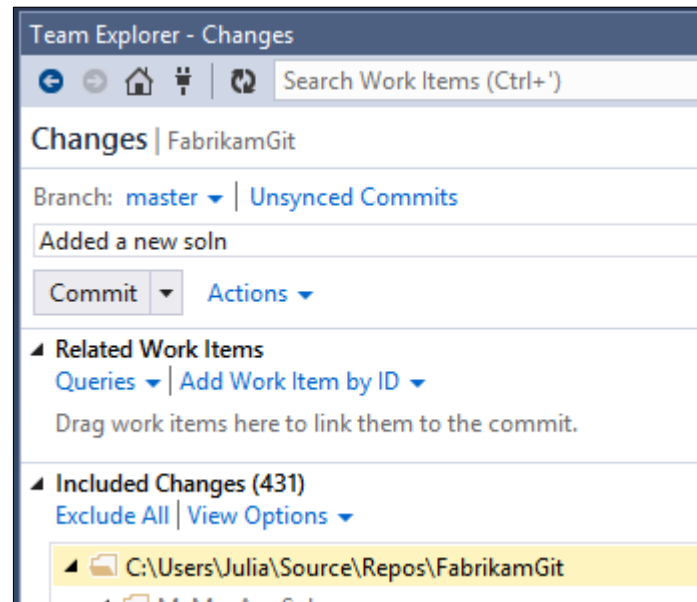 Team Explorer - Changes
Search Work Items (Ctrl+')
Changes | FabrikamGit
Branch: master | Unsynced Commits
Added a new soln
Commit Actions
Related Work Items
Queries | Add Work Item by ID
Drag work items here to link them to the commit.
Included Changes (431)
Exclude All | View Options
C:\Users\Julia\Source\Repos\FabrikamGit